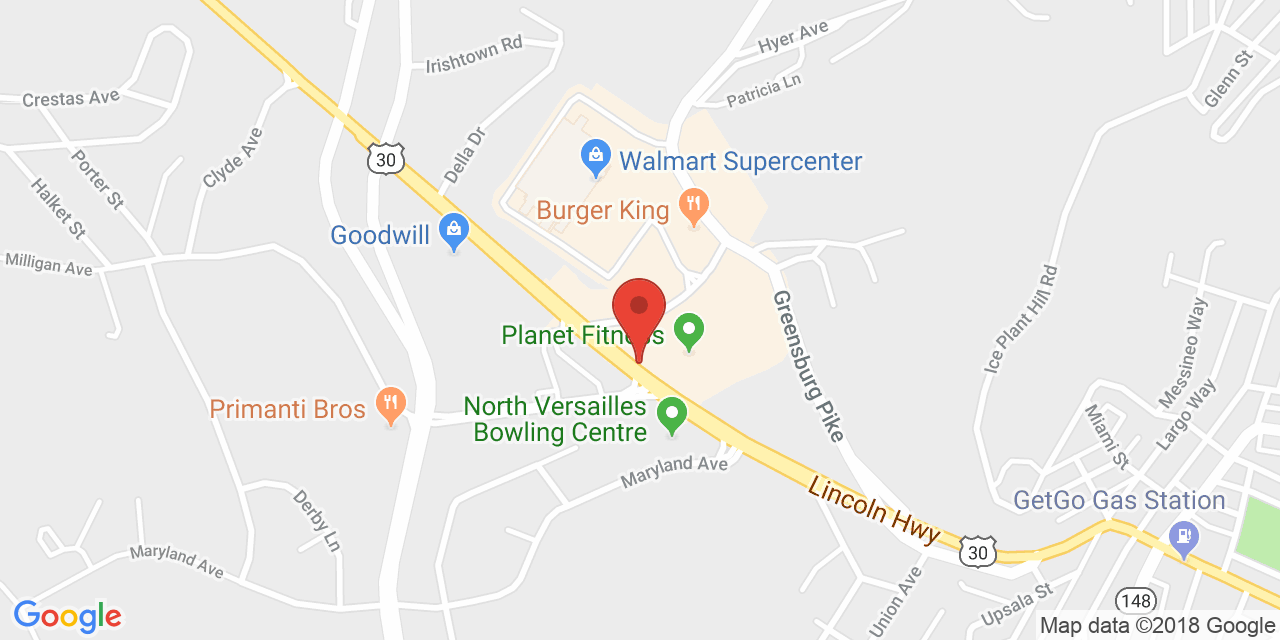 Hyer Ave
Irishtown Rd
Glenn St
Patricia Ln
Crestas Ave
Clyde Ave
Della Dr
30
Walmart Supercenter
Porter St
Halket St
Burger King
Goodwill
Milligan Ave
Ice Plant Hill Rd
Greensburg Pike
Messineo Way
Planet Fitness
Largo Way
Primanti Bros
North Versailles
Bowling Centre
Miami St
Maryland Ave
Lincoln Hwy
GetGo Gas Station
Derby Ln
30
Maryland Ave
Union Ave
Upsala St
148
Google
Map data ©2018 Google